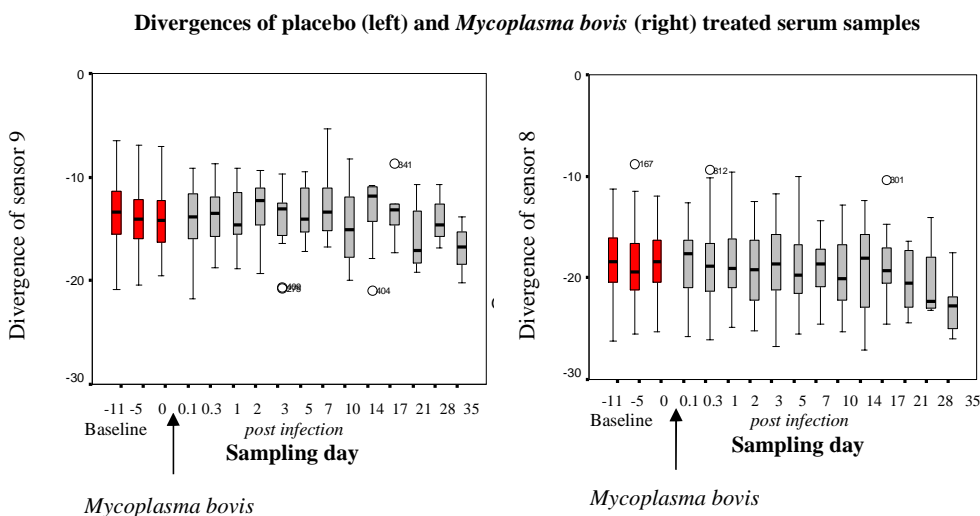 Divergences of placebo (left) and Mycoplasma bovis (right) treated serum samples
Divergence of sensor 9
0
-10
-20
-30
341
404
-11 -5 0 0.1 0.3 1 2 3 5 7 10 14 17 21 28 35
Baseline post infection
Sampling day
Mycoplasma bovis
Divergence of sensor 8
0
-10
-20
-30
167
312
301
-11 -5 0 0.1 0.3 1 2 3 5 7 10 14 17 21 28 35
Baseline post infection
Sampling day
Mycoplasma bovis